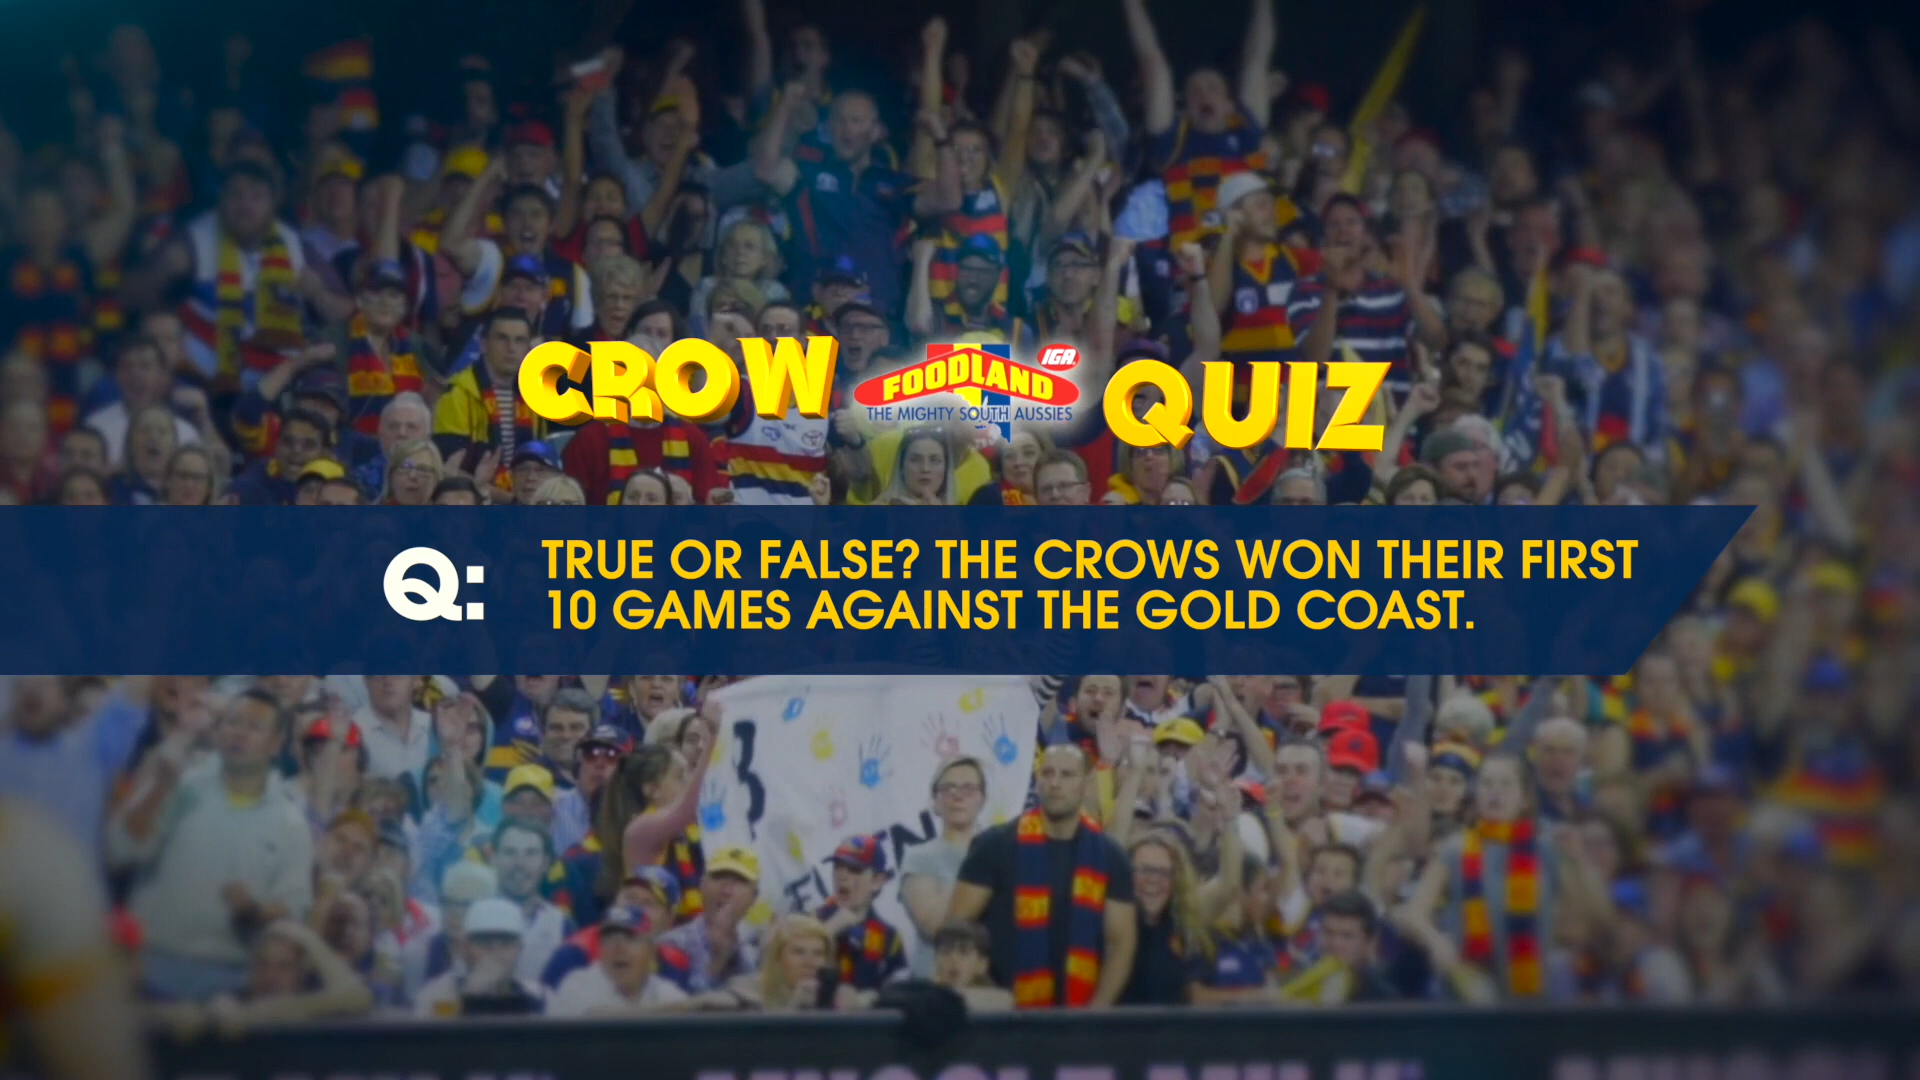 CROW
IGA
FOODLAND
THE MIGHTY SOUTH AUSSIES
QUIZ
Q:
TRUE OR FALSE? THE CROWS WON THEIR FIRST
10 GAMES AGAINST THE GOLD COAST.